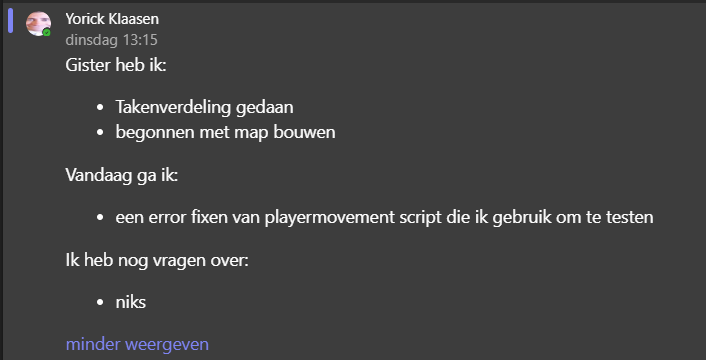 Yorick Klaasen
dinsdag 13:15
Gister heb ik:
• Takenverdeling gedaan
• begonnen met map bouwen
Vandaag ga ik:
• een error fixen van playermovement script die ik gebruik om te testen
Ik heb nog vragen over:
• niks
minder weergeven